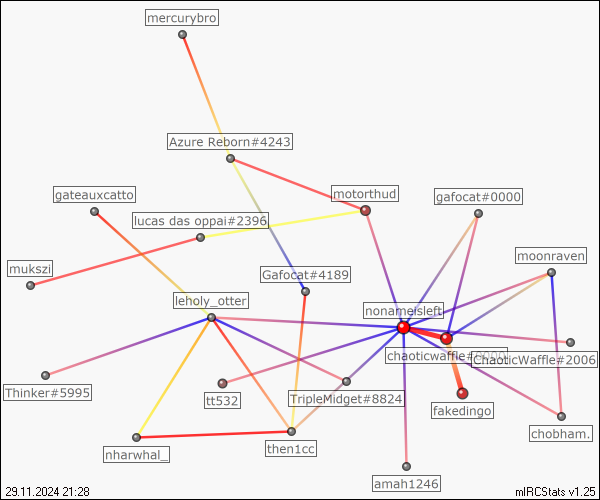 mercurybro
Azure Reborn#4243
gateauxcatto
motorthud
gafocat#0000
lucas das oppai#2396
mukszi
Gafocat#4189
moonraven
leholy_otter
nonameisleft
chaoticwaffle#0000
ChaoticWaffle#2006
Thinker#5995
tt532
TripleMidget#8824
fakedingo
nharwhal_
then1cc
chobham.
amah1246
29.11.2024 21:28
mIRCStats v1.25